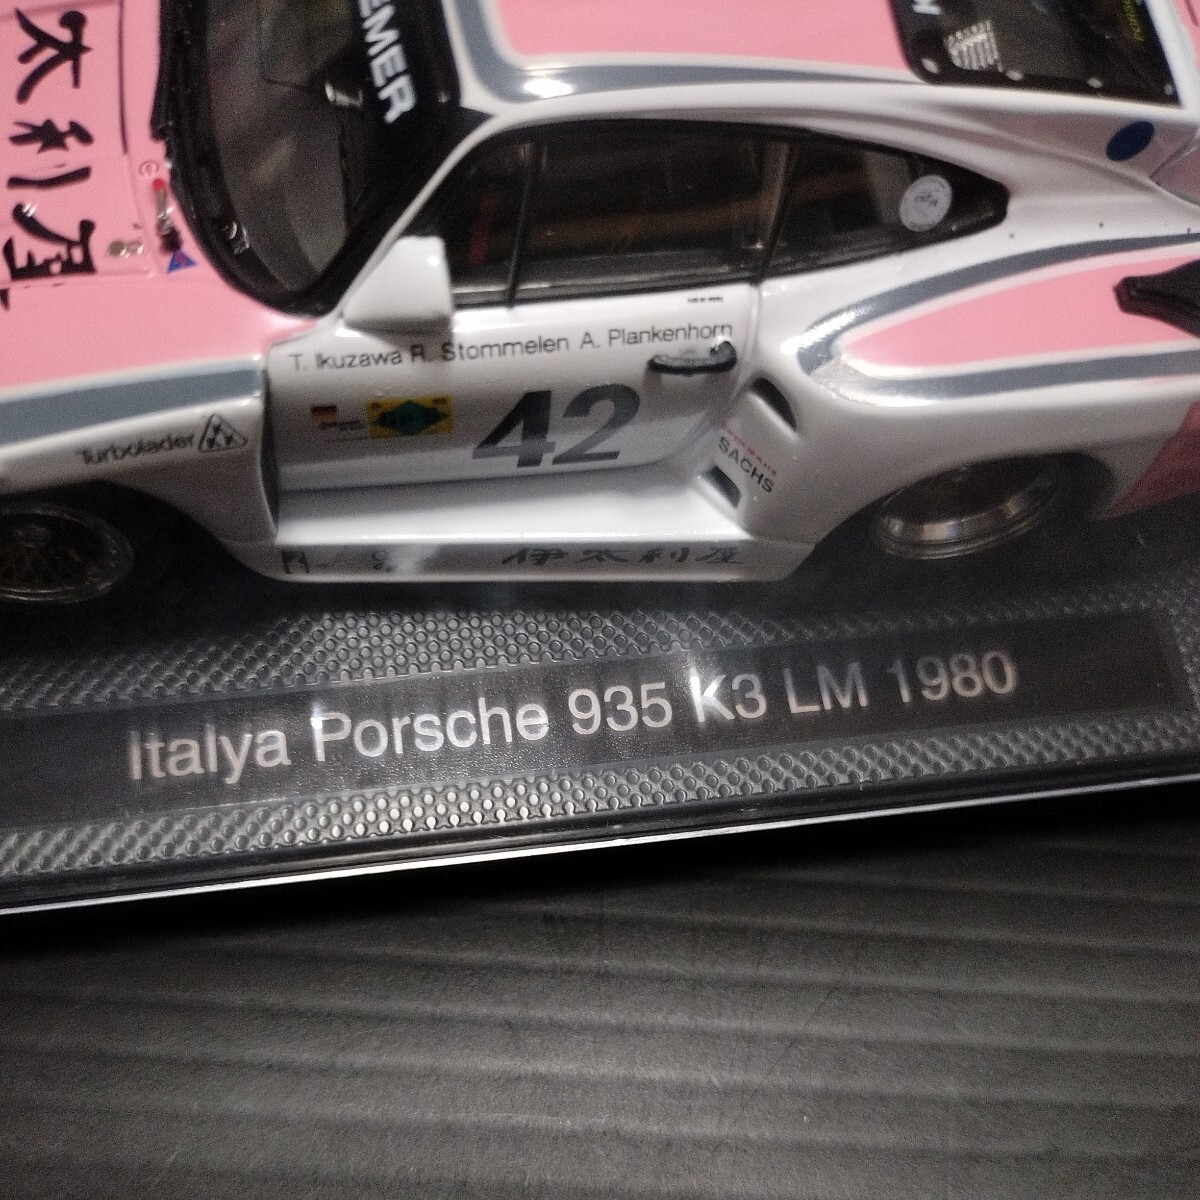 太利屋
EMER
K
T. Ikuzawa R. Stommelen A. Plankenhorn
42
Turbolader
SACHS
伊太利屋
Italya Porsche 935 K3 LM 1980